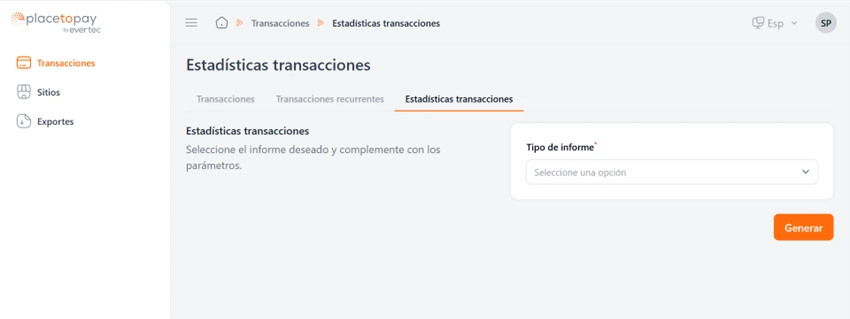 placetopay
by evertec
Transacciones
Estadísticas transacciones
Esp
SP
Transacciones
Sitios
Exportes
Estadísticas transacciones
Transacciones
Transacciones recurrentes
Estadísticas transacciones
Estadísticas transacciones
Seleccione el informe deseado y complemente con los
parámetros.
Tipo de informe*
Seleccione una opción
Generar